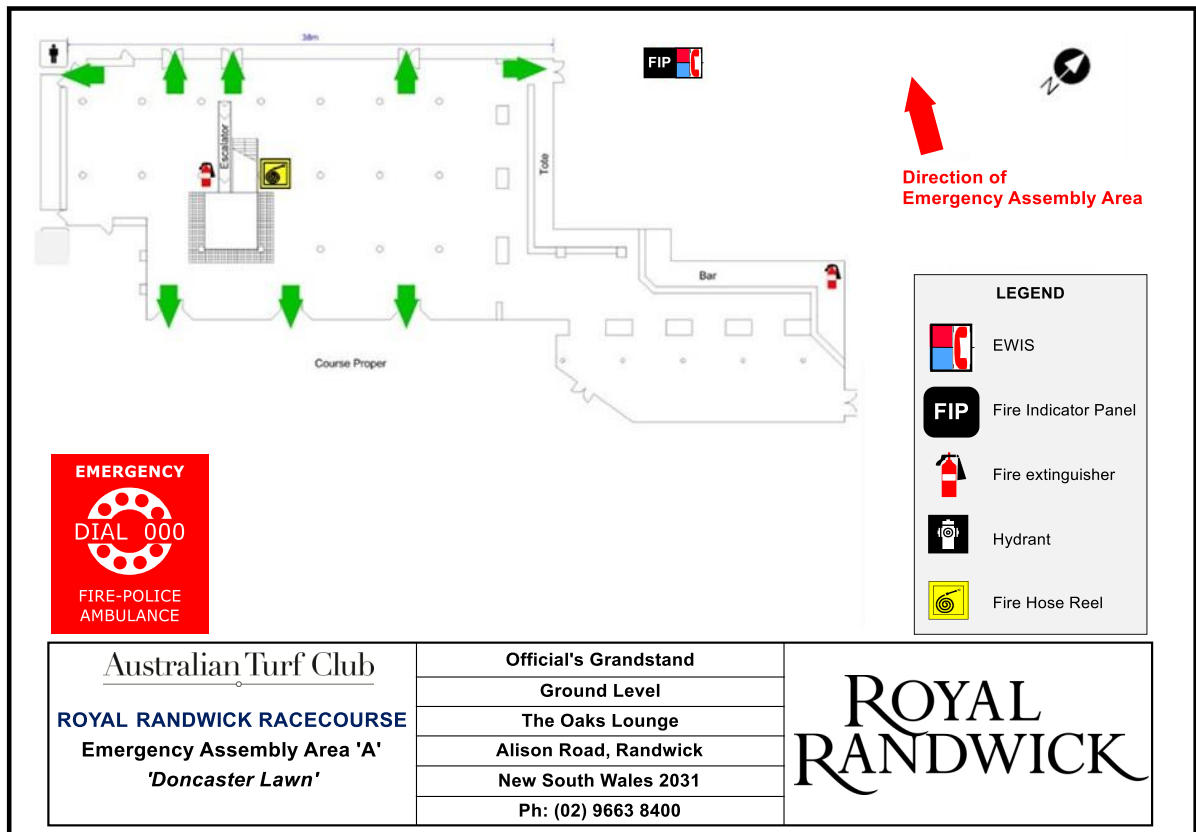 38m
FIP
N
Escalator
Tote
Direction of
Emergency Assembly Area
Bar
Course Proper
LEGEND
EWIS
FIP
Fire Indicator Panel
Fire extinguisher
Hydrant
Fire Hose Reel
EMERGENCY
DIAL 000
FIRE-POLICE
AMBULANCE
Australian Turf Club
ROYAL RANDWICK RACECOURSE
Emergency Assembly Area 'A'
'Doncaster Lawn'
Official's Grandstand
Ground Level
The Oaks Lounge
Alison Road, Randwick
New South Wales 2031
Ph: (02) 9663 8400
ROYAL
RANDWICK